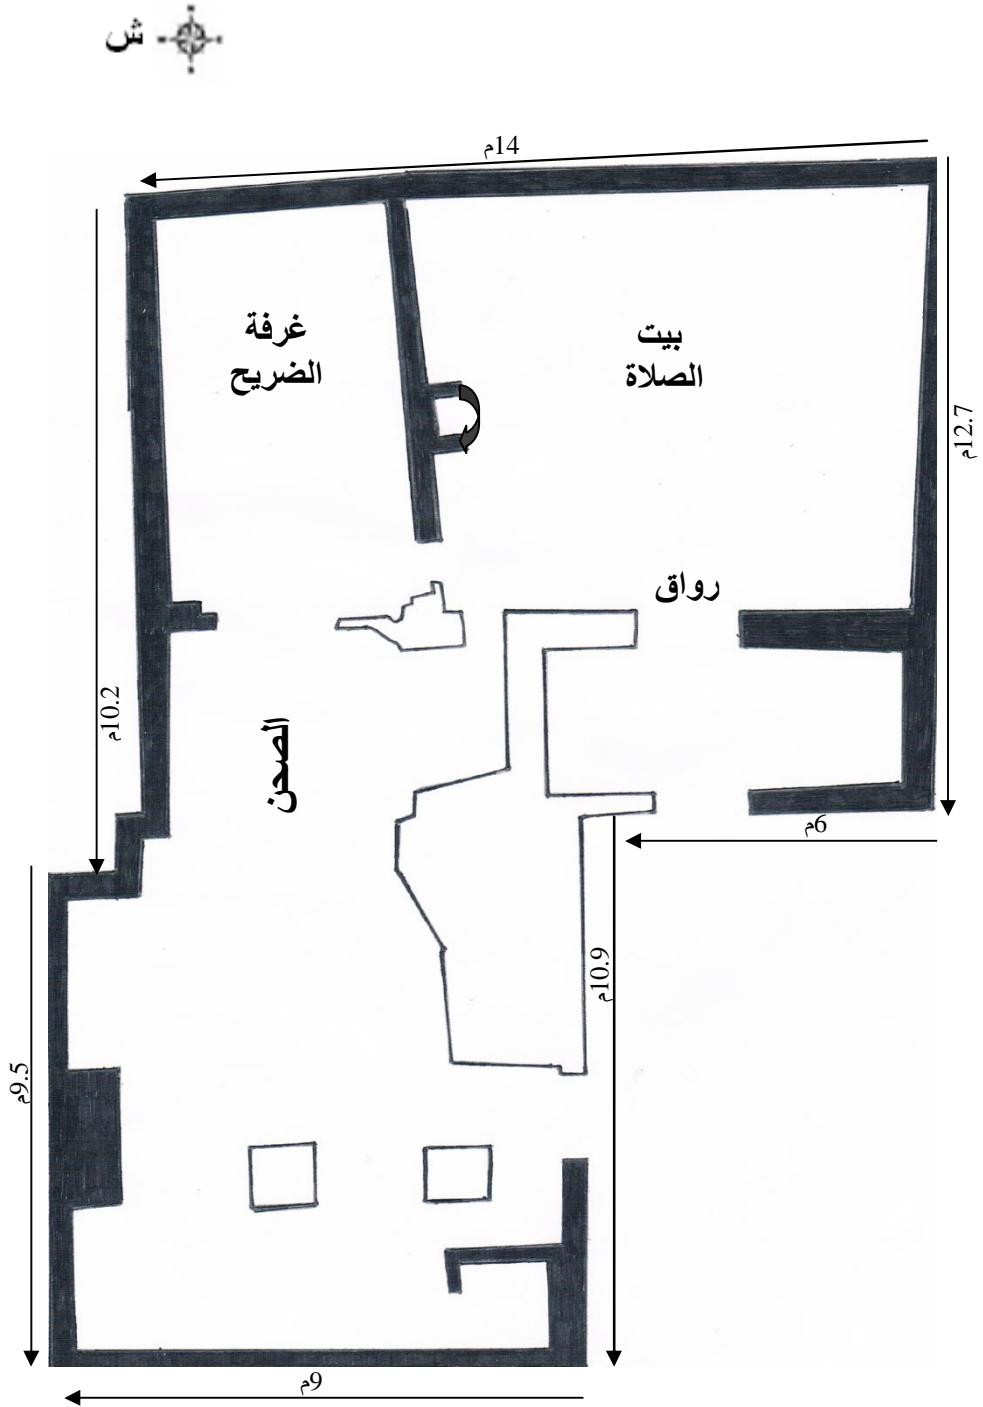 ش
14م
غرفة
الضريح
بيت
الصلاة
12.7م
رواق
10.2م
الصحن
6م
10.9م
9.5م
9م